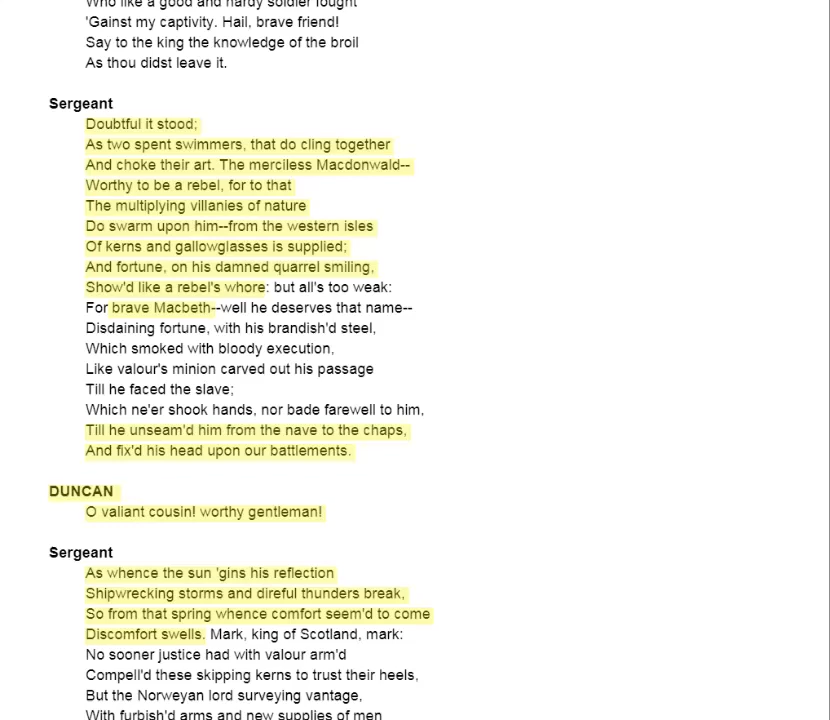 Who like a good and hardy soldier fought
'Gainst my captivity. Hail, brave friend!
Say to the king the knowledge of the broil
As thou didst leave it.
Sergeant
Doubtful it stood;
As two spent swimmers, that do cling together
And choke their art. The merciless Macdonwald--
Worthy to be a rebel, for to that
The multiplying villanies of nature
Do swarm upon him--from the western isles
Of kerns and gallowglasses is supplied;
And fortune, on his damned quarrel smiling,
Show'd like a rebel's whore: but all's too weak:
For brave Macbeth--well he deserves that name--
Disdaining fortune, with his brandish'd steel,
Which smoked with bloody execution,
Like valour's minion carved out his passage
Till he faced the slave;
Which ne'er shook hands, nor bade farewell to him,
Till he unseam'd him from the nave to the chaps,
And fix'd his head upon our battlements.
DUNCAN
O valiant cousin! worthy gentleman!
Sergeant
As whence the sun 'gins his reflection
Shipwrecking storms and direful thunders break,
So from that spring whence comfort seem'd to come
Discomfort swells. Mark, king of Scotland, mark:
No sooner justice had with valour arm'd
Compell'd these skipping kerns to trust their heels,
But the Norweyan lord surveying vantage,
With furbish'd arms and new supplies of men